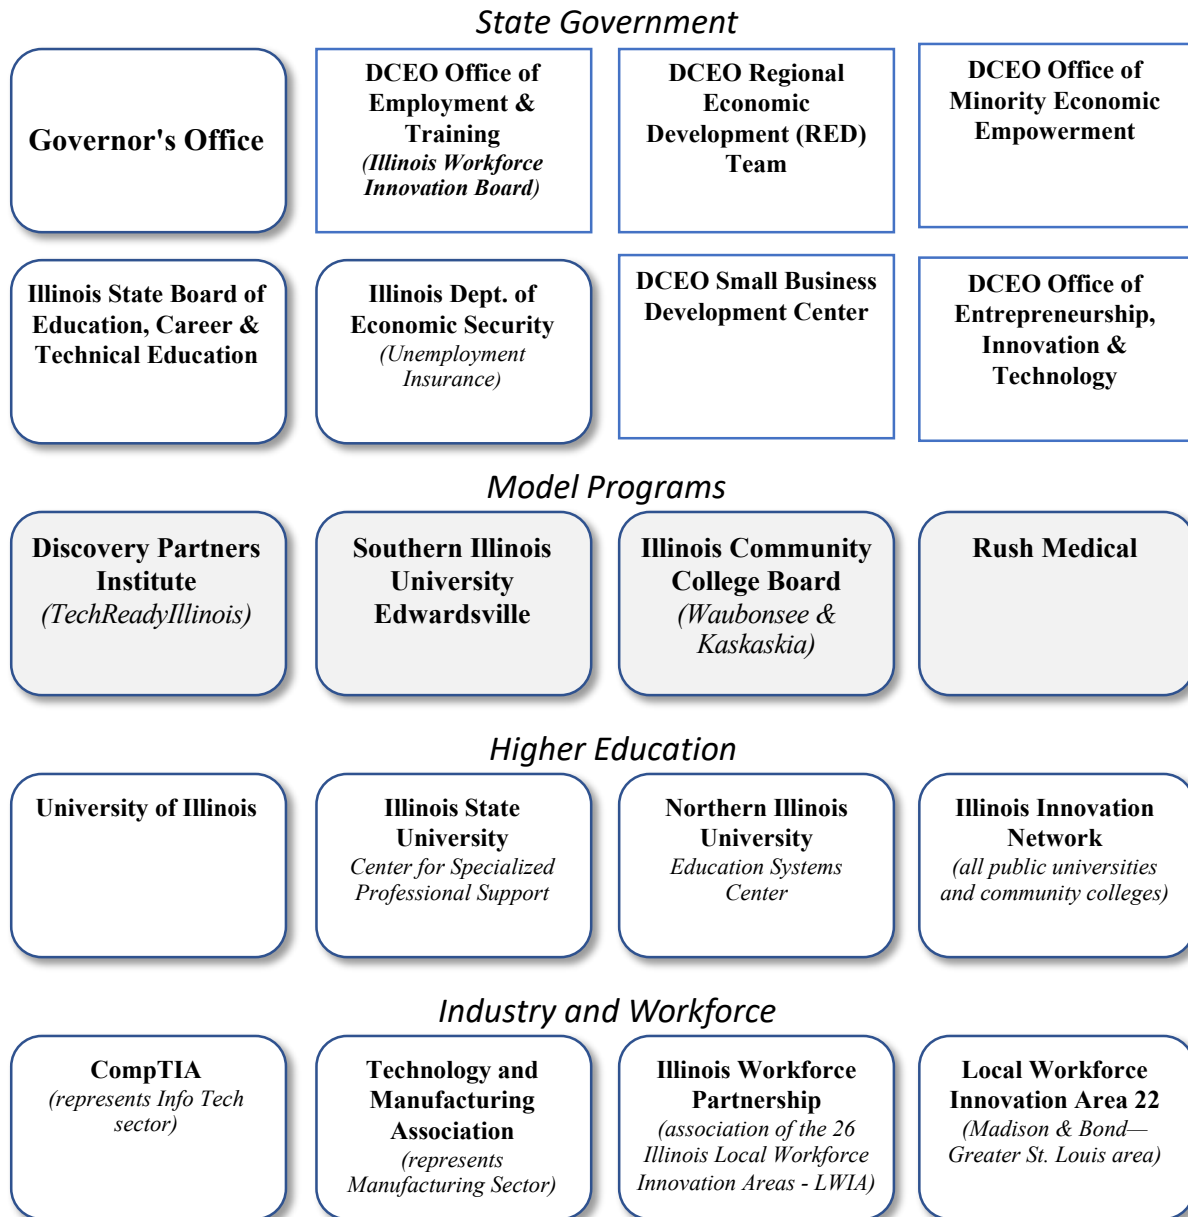 State Government
Governor's Office
DCEO Office of
Employment &
Training
(Illinois Workforce
Innovation Board)
DCEO Regional
Economic
Development (RED)
Team
DCEO Office of
Minority Economic
Empowerment
Illinois State Board of
Education, Career &
Technical Education
Illinois Dept. of
Economic Security
(Unemployment
Insurance)
DCEO Small Business
Development Center
DCEO Office of
Entrepreneurship,
Innovation &
Technology
Model Programs
Discovery Partners
Institute
(TechReadyIllinois)
Southern Illinois
University
Edwardsville
Illinois Community
College Board
(Waubonsee &
Kaskaskia)
Rush Medical
Higher Education
University of Illinois
Illinois State
University
Center for Specialized
Professional Support
Northern Illinois
University
Education Systems
Center
Illinois Innovation
Network
(all public universities
and community colleges)
Industry and Workforce
CompTIA
(represents Info Tech
sector)
Technology and
Manufacturing
Association
(represents
Manufacturing Sector)
Illinois Workforce
Partnership
(association of the 26
Illinois Local Workforce
Innovation Areas - LWIA)
Local Workforce
Innovation Area 22
(Madison & Bond—
Greater St. Louis area)